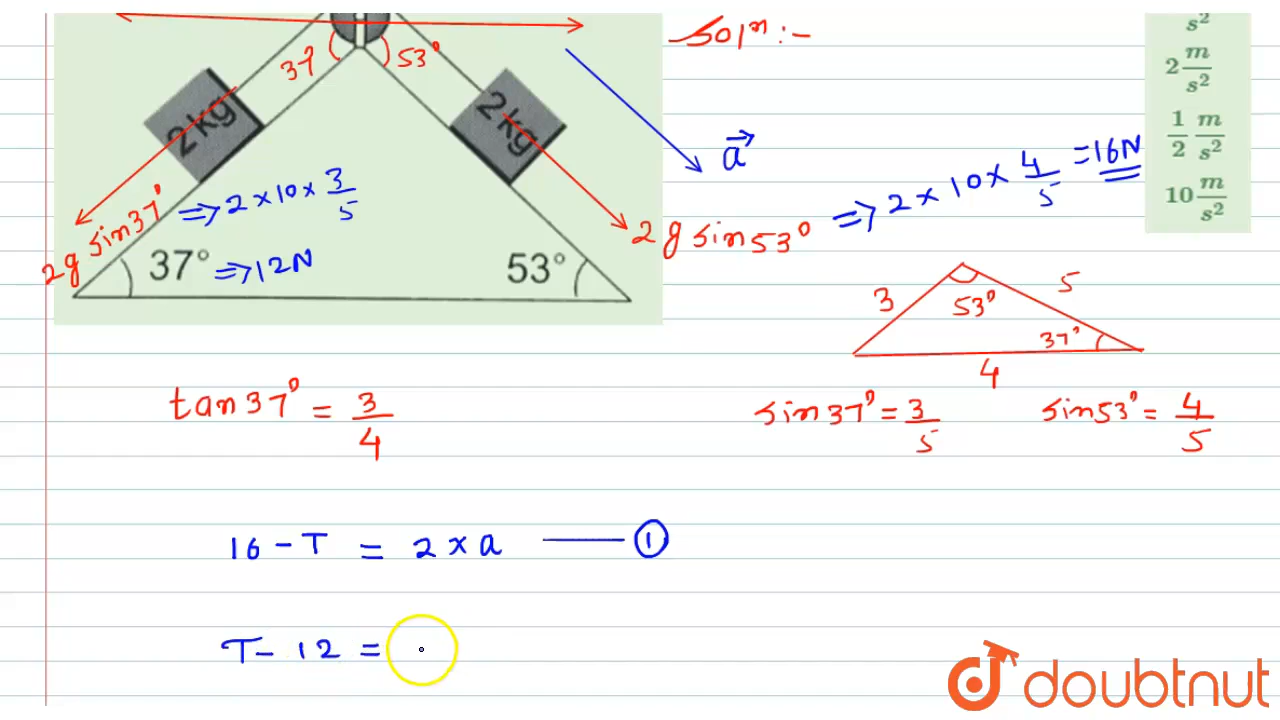 s²
Solⁿ :-
37°
53°
2 m/s²
2kg
2kg
a⃗
1/2 m/s²
⇒ 2 × 10 × 4/5 = 16N
10 m/s²
2g sin37° ⇒ 2 × 10 × 3/5
2g sin53°
37° ⇒ 12N
53°
3
53°
5
37°
4
tan37° = 3/4
sin37° = 3/5
sin53° = 4/5
16 - T = 2 × a —— ①
T - 12 =
doubtnut